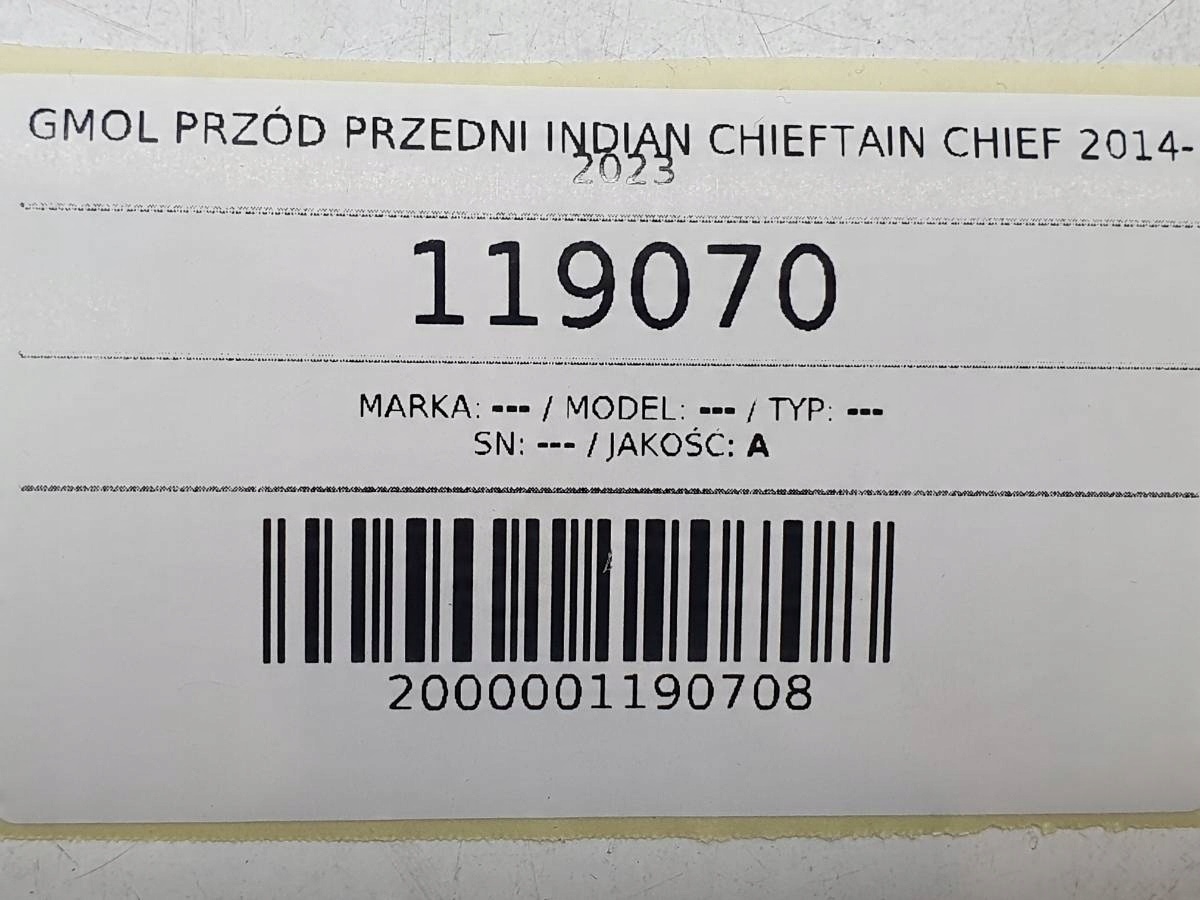 GMOL PRZÓD PRZEDNI INDIAN CHIEFTAIN CHIEF 2014-
2023
119070
MARKA: --- / MODEL: --- / TYP: ---
SN: --- / JAKOŚĆ: A
2000001190708